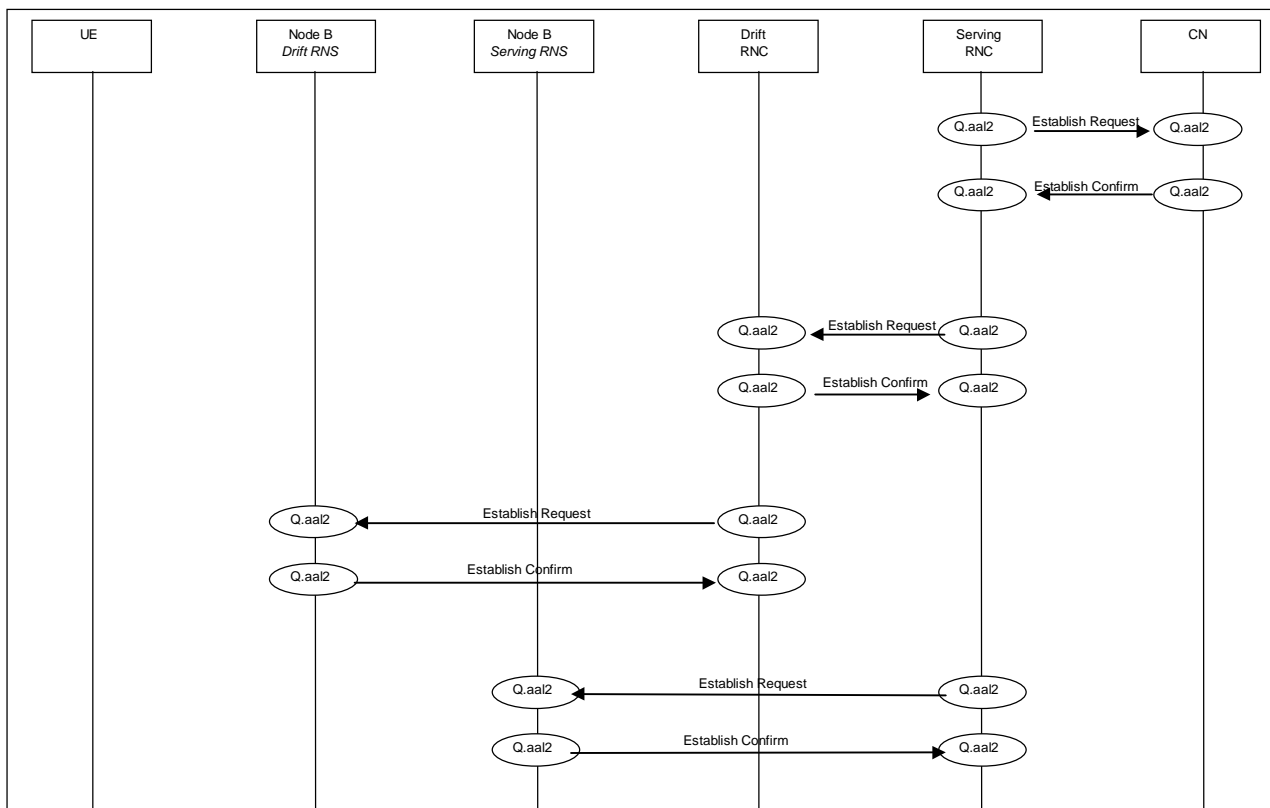 UE
Node B
Drift RNS
Node B
Serving RNS
Drift
RNC
Serving
RNC
CN
Q.aal2
Establish Request
Q.aal2
Q.aal2
Establish Confirm
Q.aal2
Q.aal2
Establish Request
Q.aal2
Q.aal2
Establish Confirm
Q.aal2
Q.aal2
Establish Request
Q.aal2
Q.aal2
Establish Confirm
Q.aal2
Q.aal2
Establish Request
Q.aal2
Q.aal2
Establish Confirm
Q.aal2